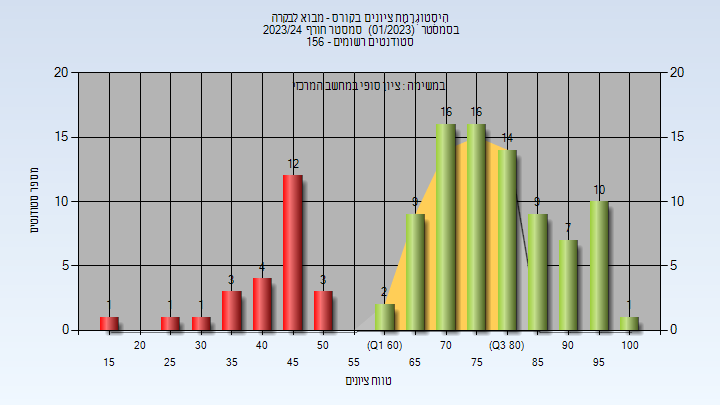 הִיסְטוֹגְרָמַת ציונים בקורס - מבוא לבקרה
בסמסטר (01/2023) סמסטר חורף 2023/24
סטודנטים רשומים - 156
במשימה : ציון סופי במחשב המרכזי
מספר סטודנטים
20 20
15 15
10 10
5 5
0 0
1 1 1 3 4 12 3 2 9 16 16 14 9 7 10 1
20 30 40 50 (Q1 60) 70 (Q3 80) 90 100
15 25 35 45 55 65 75 85 95
טווח ציונים